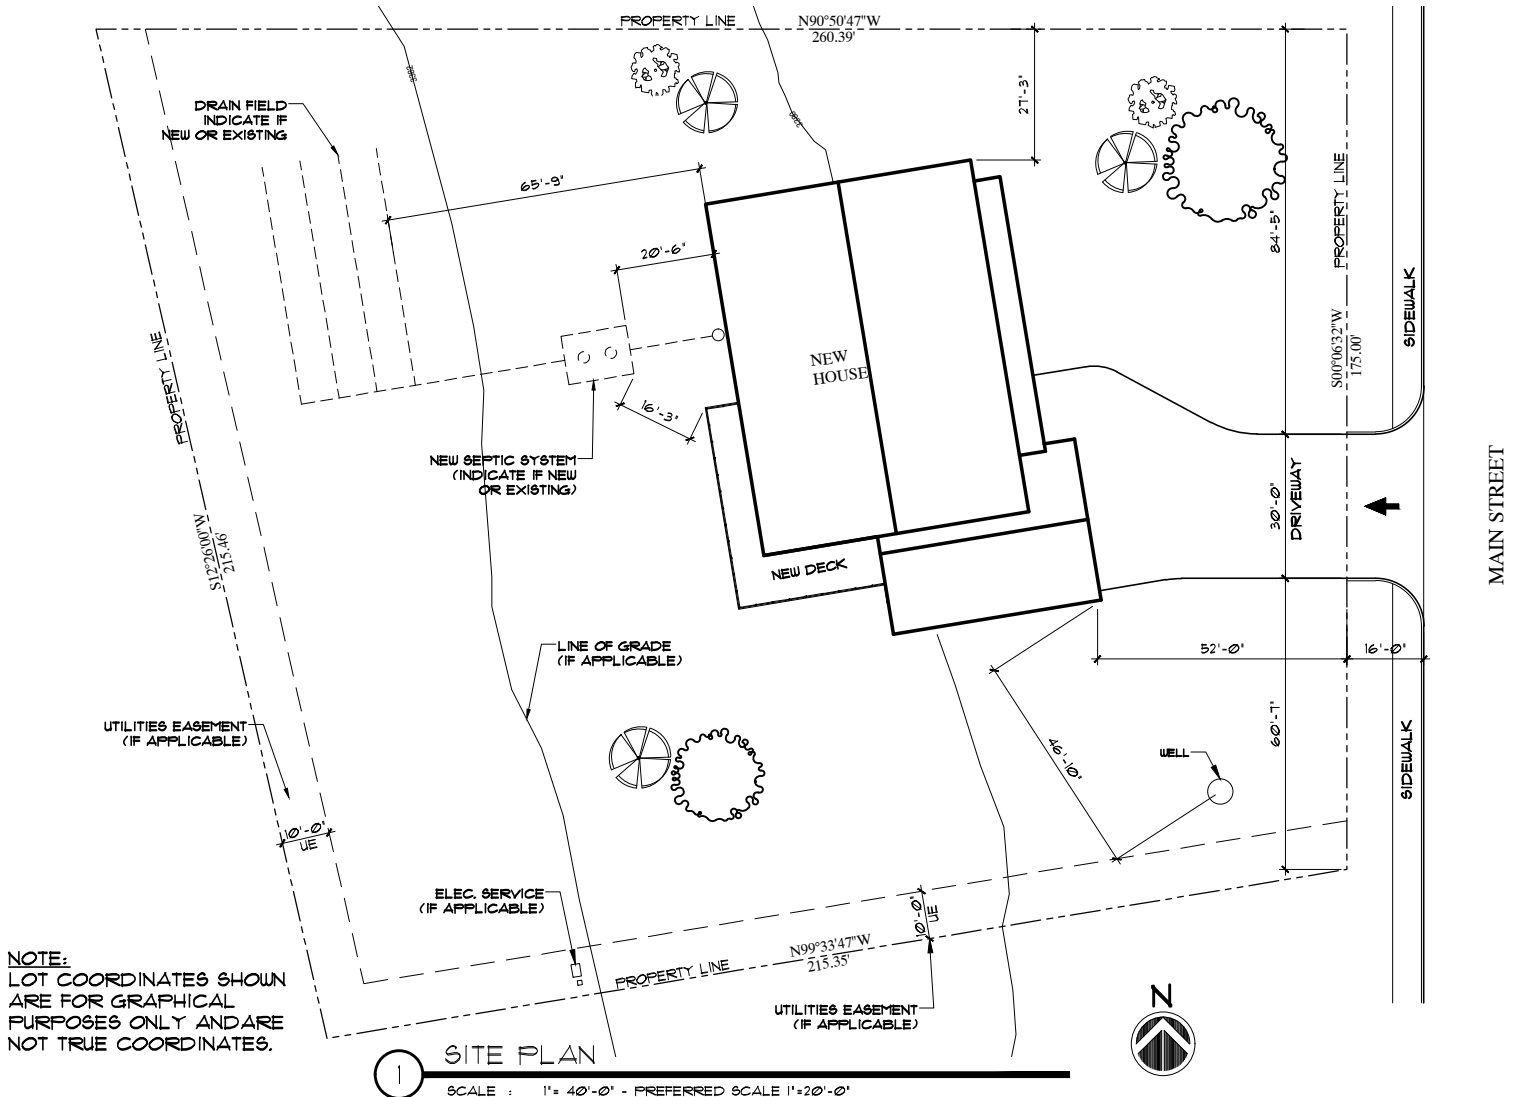 PROPERTY LINE
N90°50'47"W
260.39'
3282
3285
27'-3"
DRAIN FIELD
INDICATE IF
NEW OR EXISTING
65'-9"
20'-6"
84'-5"
PROPERTY LINE
S00°06'32"W
175.00'
SIDEWALK
PROPERTY LINE
NEW
HOUSE
16'-3"
NEW SEPTIC SYSTEM
(INDICATE IF NEW
OR EXISTING)
30'-0"
DRIVEWAY
MAIN STREET
S12°26'00"W
215.46'
NEW DECK
LINE OF GRADE
(IF APPLICABLE)
52'-0"
16'-0"
UTILITIES EASEMENT
(IF APPLICABLE)
46'-10"
WELL
60'-7"
SIDEWALK
10'-0"
UE
ELEC. SERVICE
(IF APPLICABLE)
10'-0"
UE
N99°33'47"W
215.35'
PROPERTY LINE
UTILITIES EASEMENT
(IF APPLICABLE)
NOTE:
LOT COORDINATES SHOWN
ARE FOR GRAPHICAL
PURPOSES ONLY ANDARE
NOT TRUE COORDINATES.
N
1
SITE PLAN
SCALE : 1"= 40'-0" - PREFERRED SCALE 1"=20'-0"